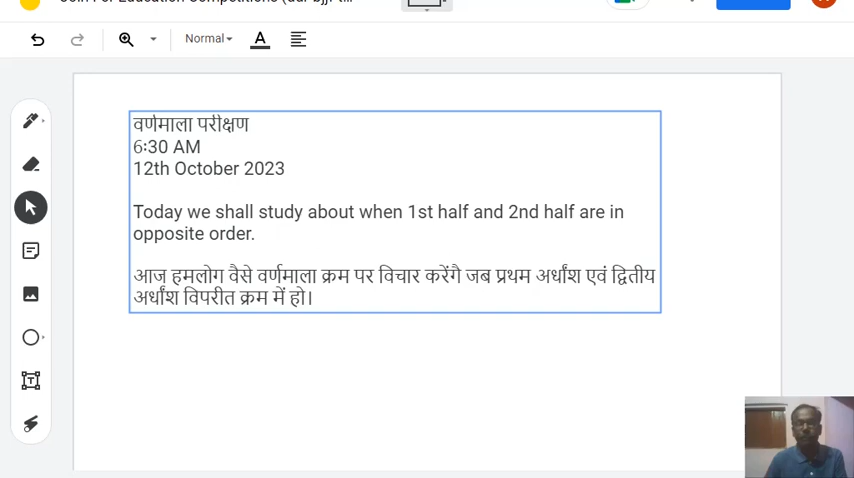 Normal
वर्णमाला परीक्षण
6:30 AM
12th October 2023
Today we shall study about when 1st half and 2nd half are in
opposite order.
आज हमलोग वैसे वर्णमाला क्रम पर विचार करेंगै जब प्रथम अर्धांश एवं द्वितीय
अर्धांश विपरीत क्रम में हो।